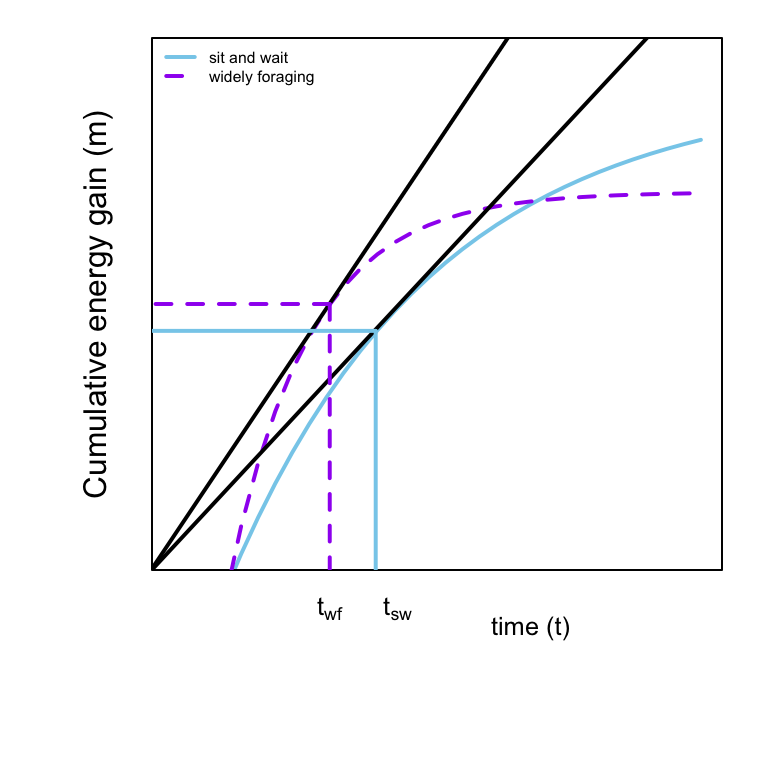 sit and wait
widely foraging
Cumulative energy gain (m)
twf tsw
time (t)